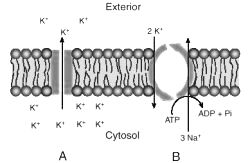 Exterior
K⁺ K⁺
K⁺
2 K⁺
K⁺ K⁺ K⁺
K⁺ K⁺ K⁺ K⁺
ATP
ADP + Pi
3 Na⁺
Cytosol
A B